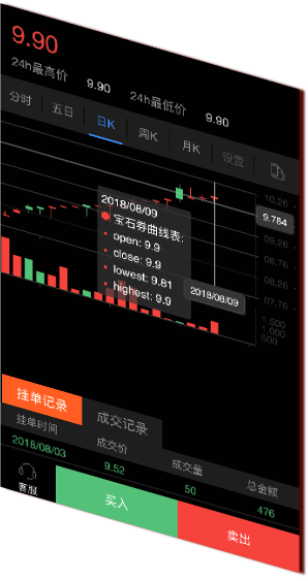 9.90
24h最高价 9.90 24h最低价 9.90
分时 五日 日K 周K 月K 设置
10.26
9.784
09.26
08.76
08.26
07.76
1,500
1,000
500
2018/08/09
宝石券曲线表:
open: 9.9
close: 9.9
lowest: 9.81
highest: 9.9
2018/08/09
挂单记录 成交记录
挂单时间 成交价 成交量 总金额
2018/08/03 9.52 50 476
客服 买入 卖出